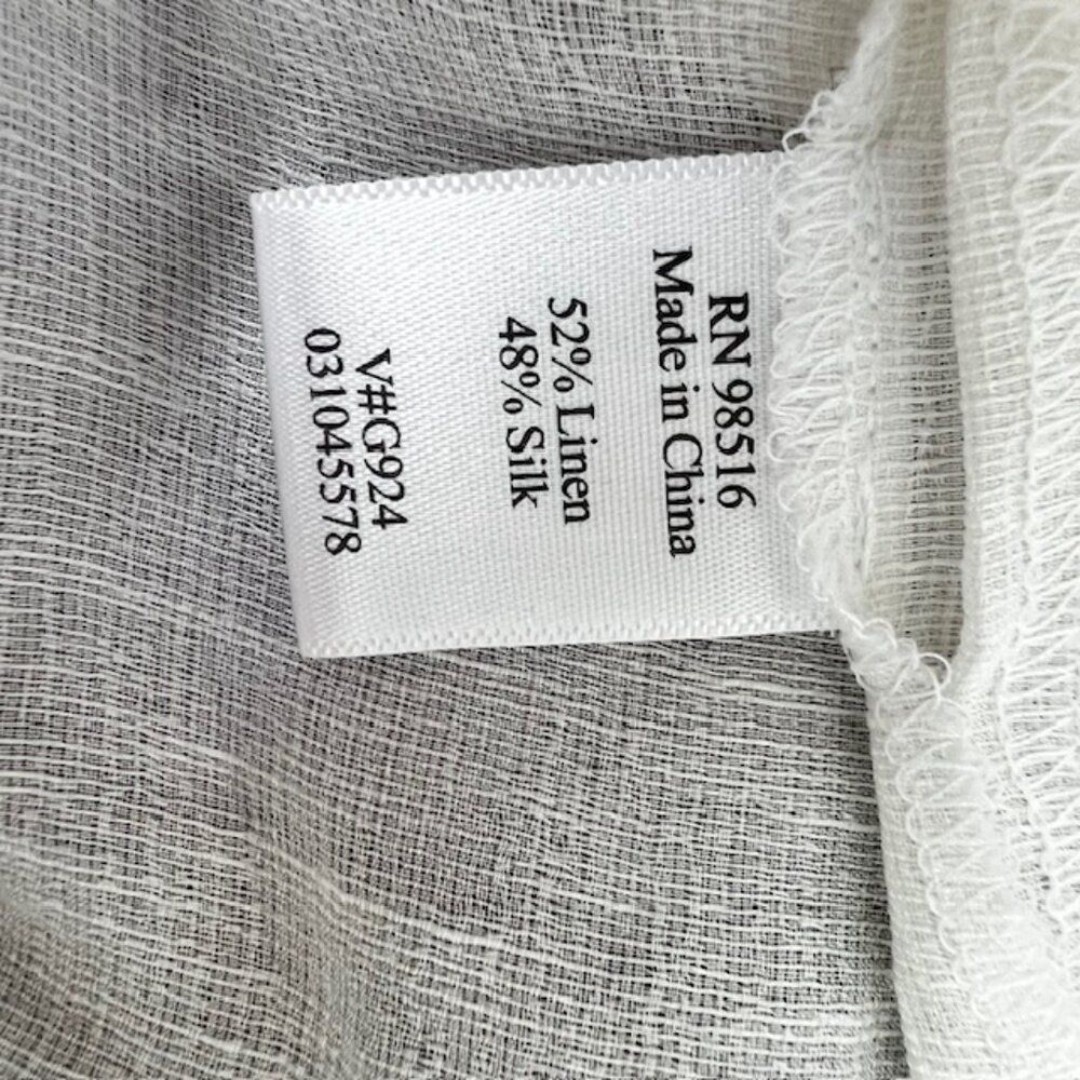 RN 98516
Made in China
52% Linen
48% Silk
V#G924
031045578